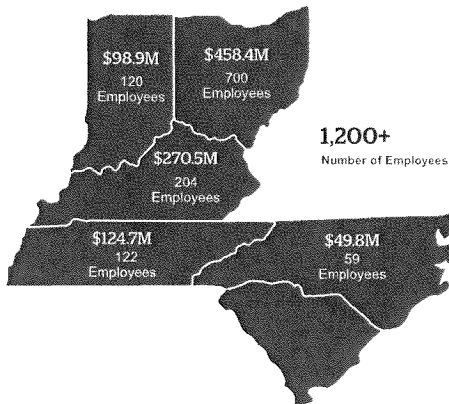 $98.9M
120
Employees
$458.4M
700
Employees
1,200+
Number of Employees
$270.5M
204
Employees
$124.7M
122
Employees
$49.8M
59
Employees